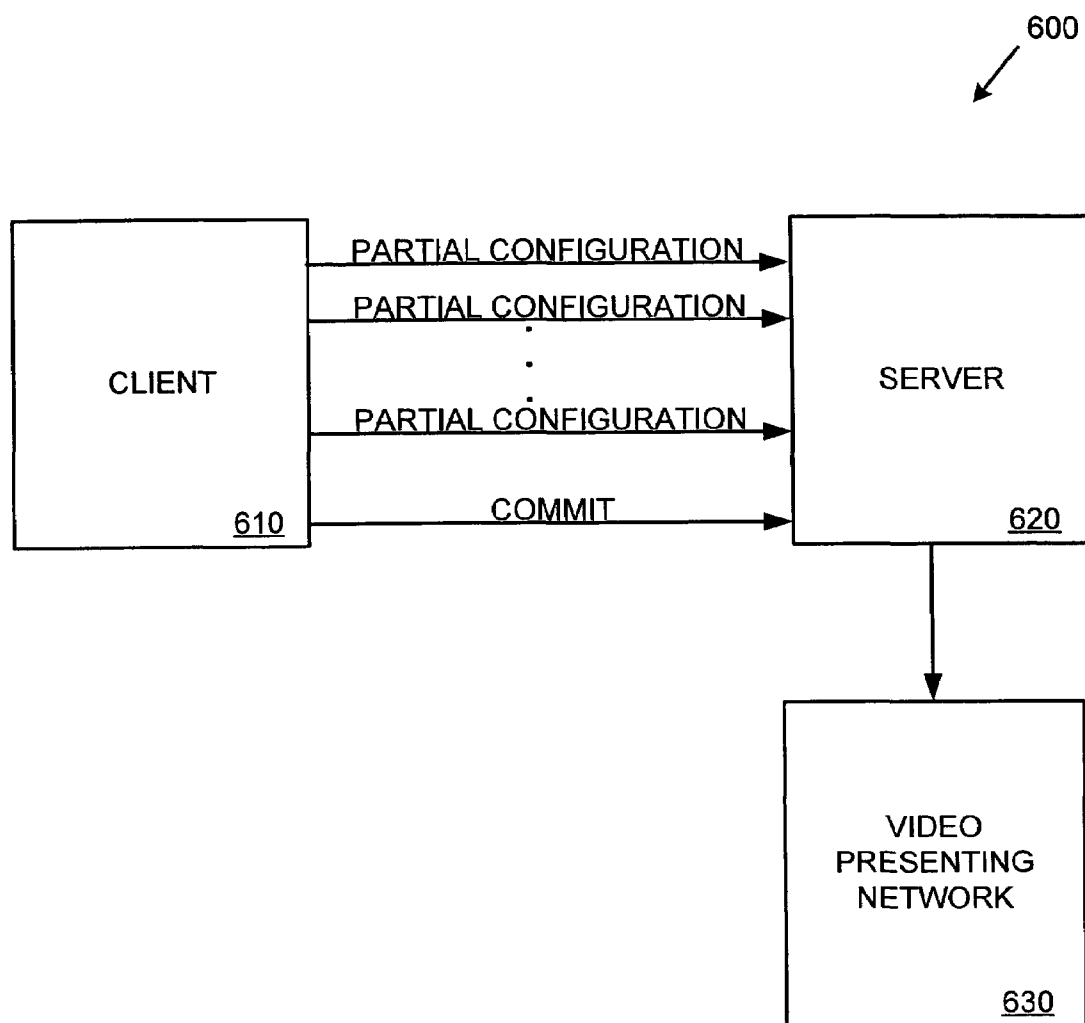 600
PARTIAL CONFIGURATION
PARTIAL CONFIGURATION
.
.
.
PARTIAL CONFIGURATION
COMMIT
CLIENT
610
SERVER
620
VIDEO
PRESENTING
NETWORK
630